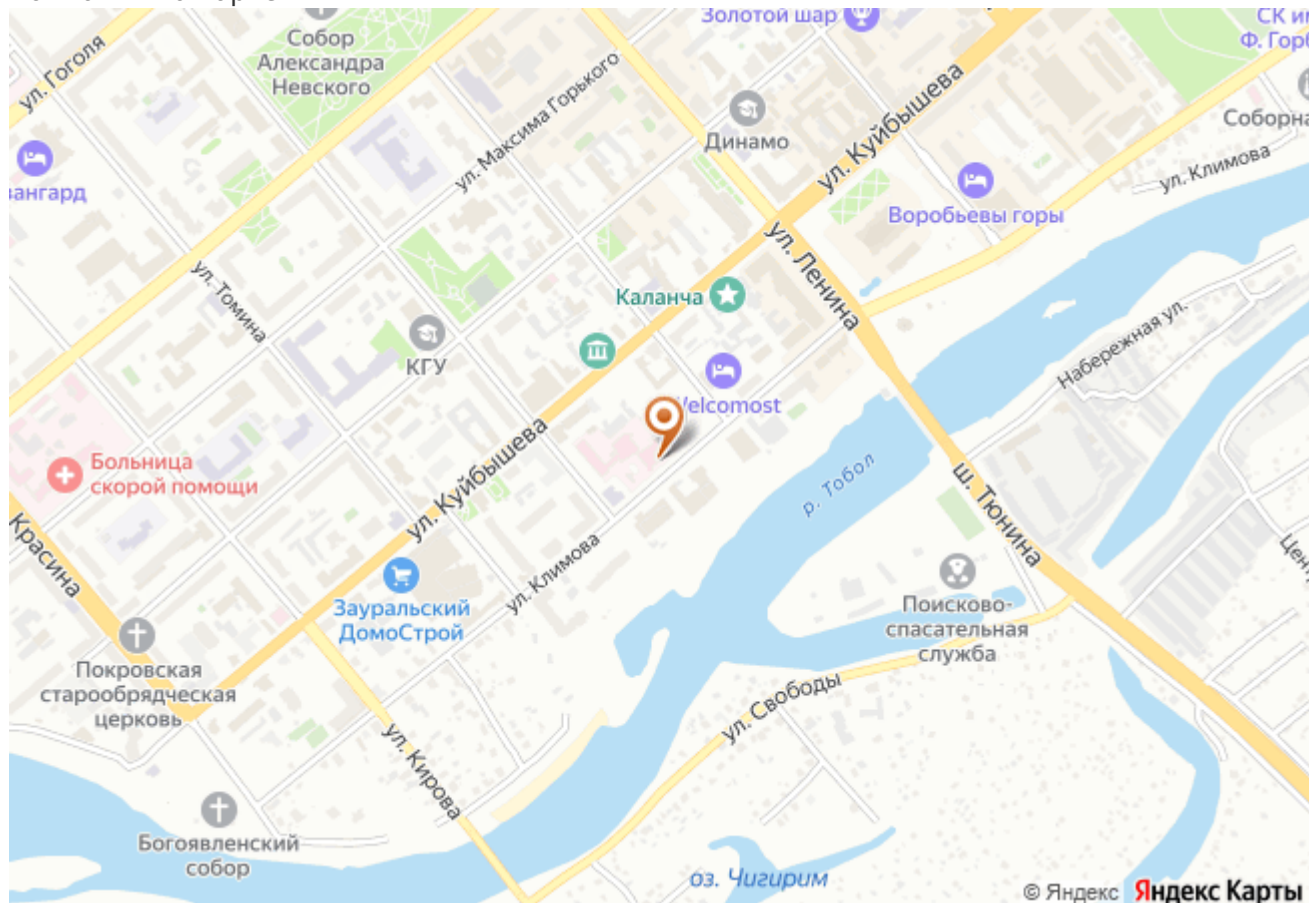 Золотой шар
СК и
Ф. Горб
Собор
Александра
Невского
ул. Гоголя
ул. Максима Горького
Динамо
ул. Куйбышева
Соборна
ул. Климова
вангард
Воробьевы горы
ул. Томина
ул. Ленина
Каланча
Набережная ул.
КГУ
Welcomost
Больница
скорой помощи
ул. Куйбышева
р. Тобол
ш. Тюнина
Красина
ул. Климова
Цент
Зауральский
ДомоСтрой
Поисково-
спасательная
служба
Покровская
старообрядческая
церковь
ул. Свободы
ул. Кирова
Богоявленский
собор
оз. Чигирим
© Яндекс Яндекс Карты